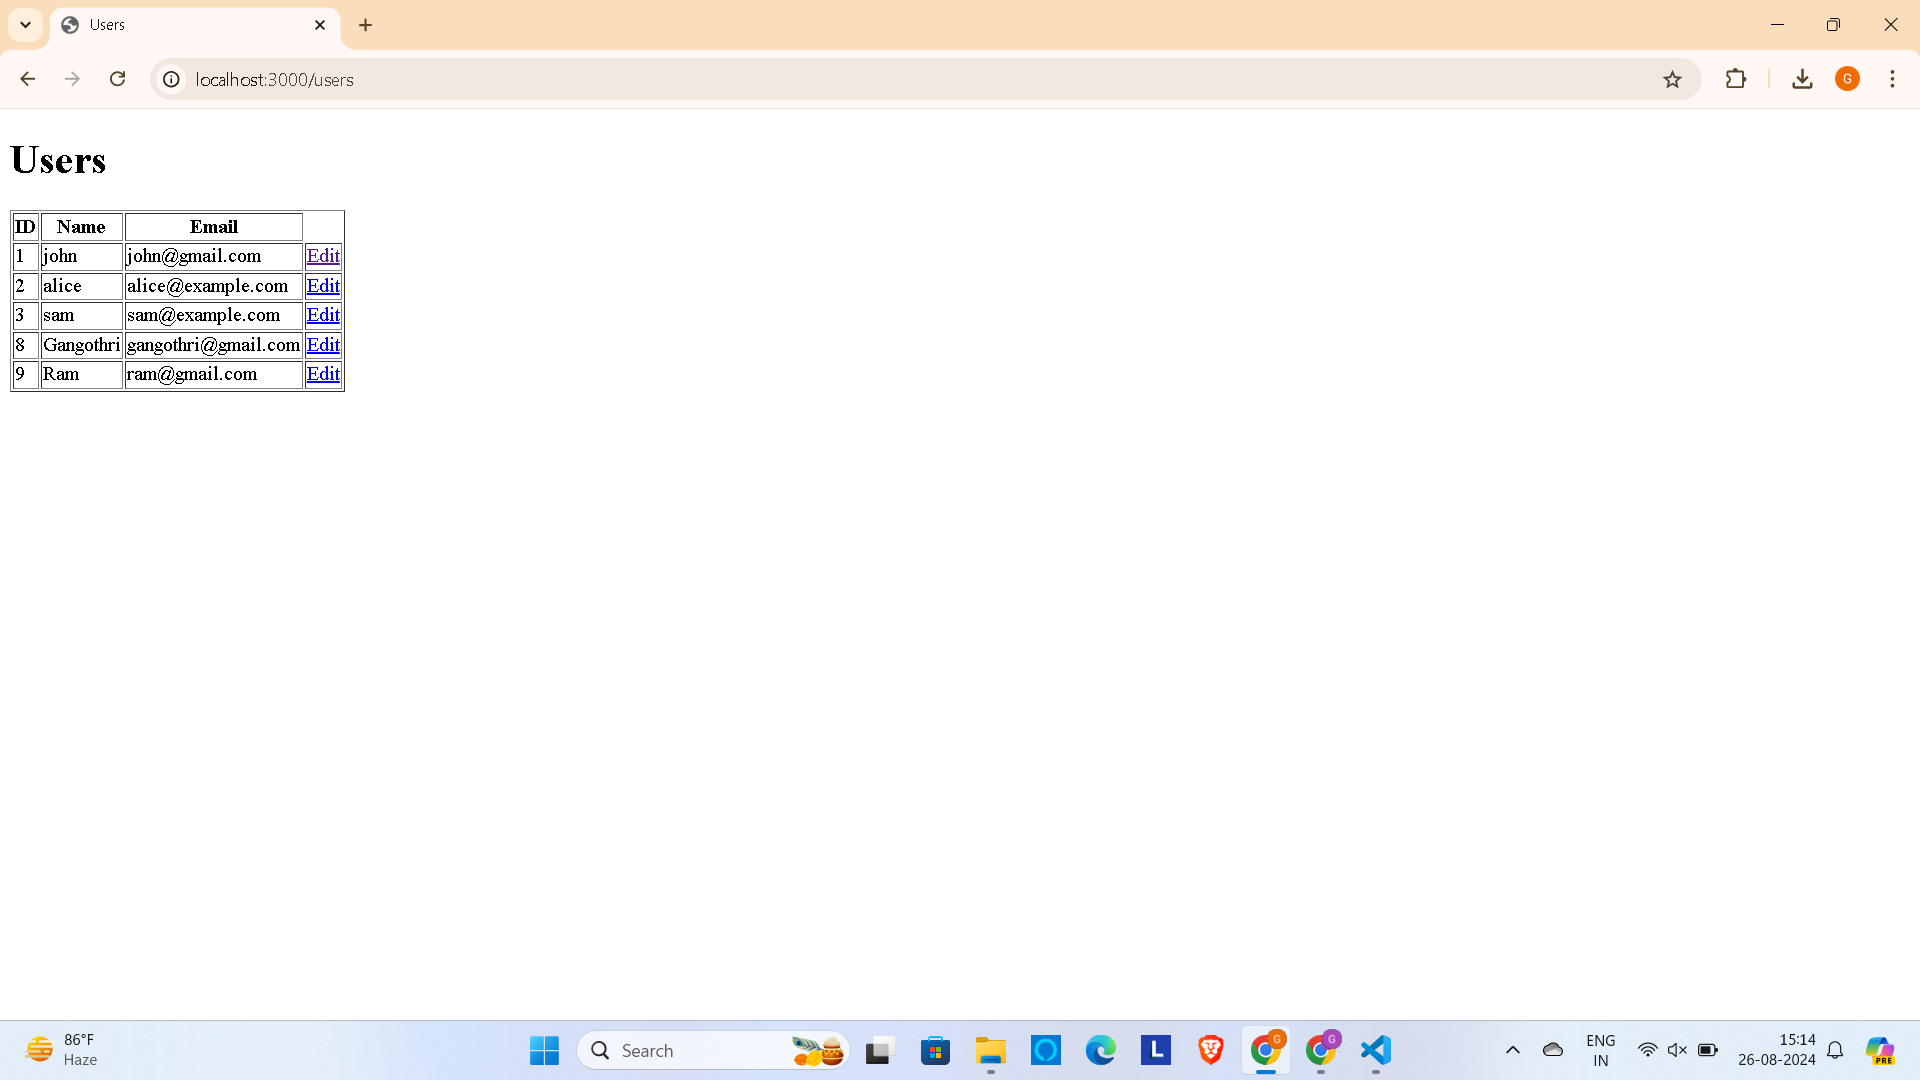 Users
localhost:3000/users
G
Users
ID Name Email
1 john john@gmail.com Edit
2 alice alice@example.com Edit
3 sam sam@example.com Edit
8 Gangothri gangothri@gmail.com Edit
9 Ram ram@gmail.com Edit
86°F
Haze
Search
L
G
G
ENG
IN
15:14
26-08-2024
PRE